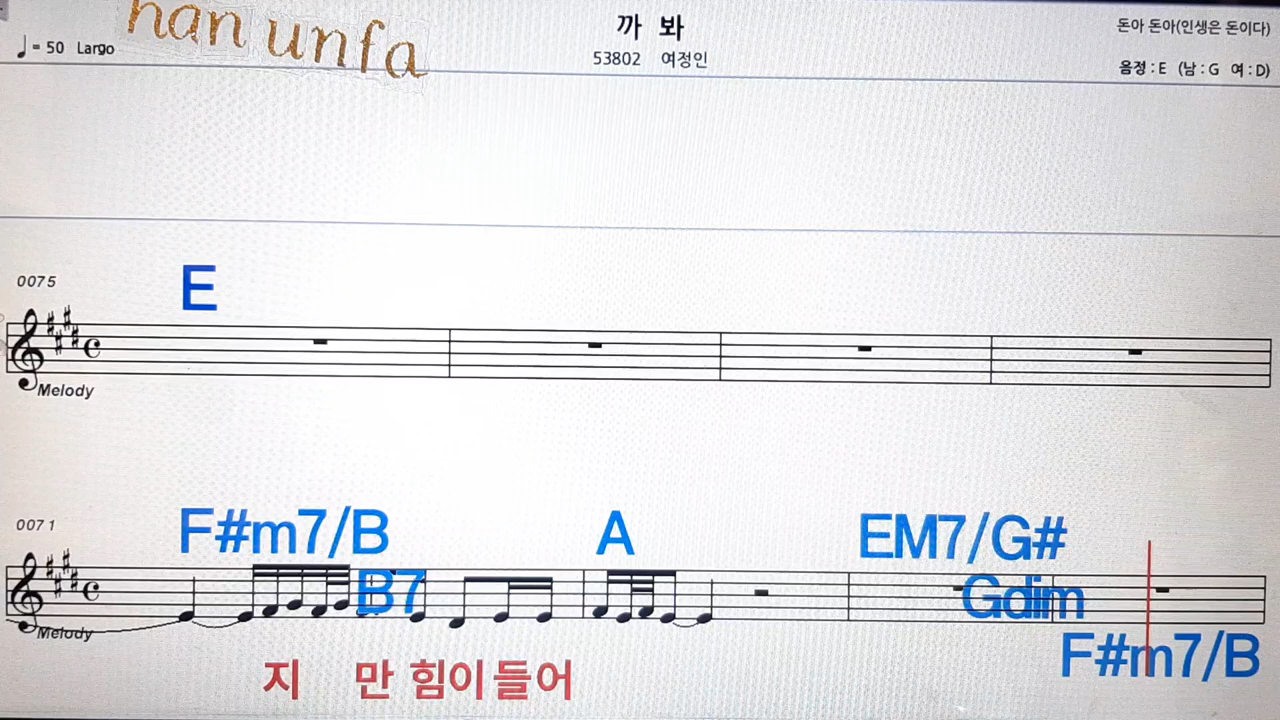 han unfa
까 봐
돈아 돈아(인생은 돈이다)
♩= 50 Largo
53802 여정인
음정 : E (남 : G 여 : D)
0075
E
Melody
0071
F#m7/B A EM7/G#
B7 Gdim
Melody
F#m7/B
지 만 힘이 들어